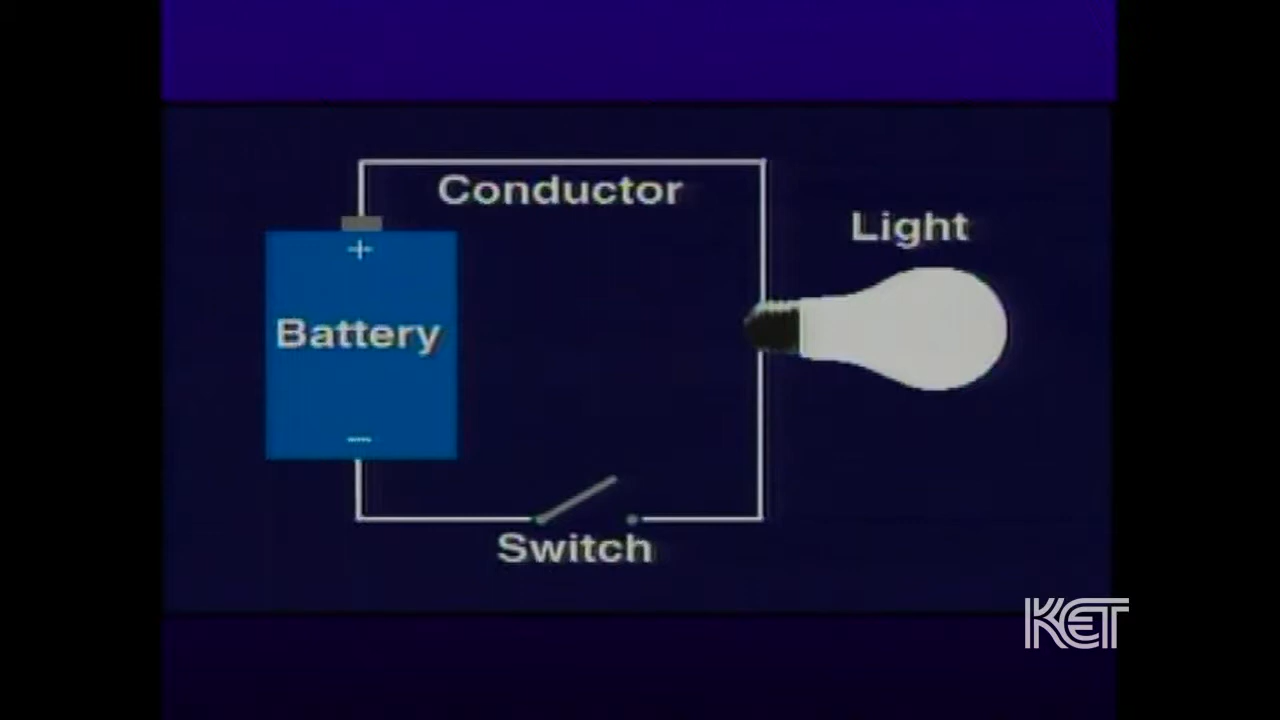 Conductor
Light
+
Battery
−
Switch
KET